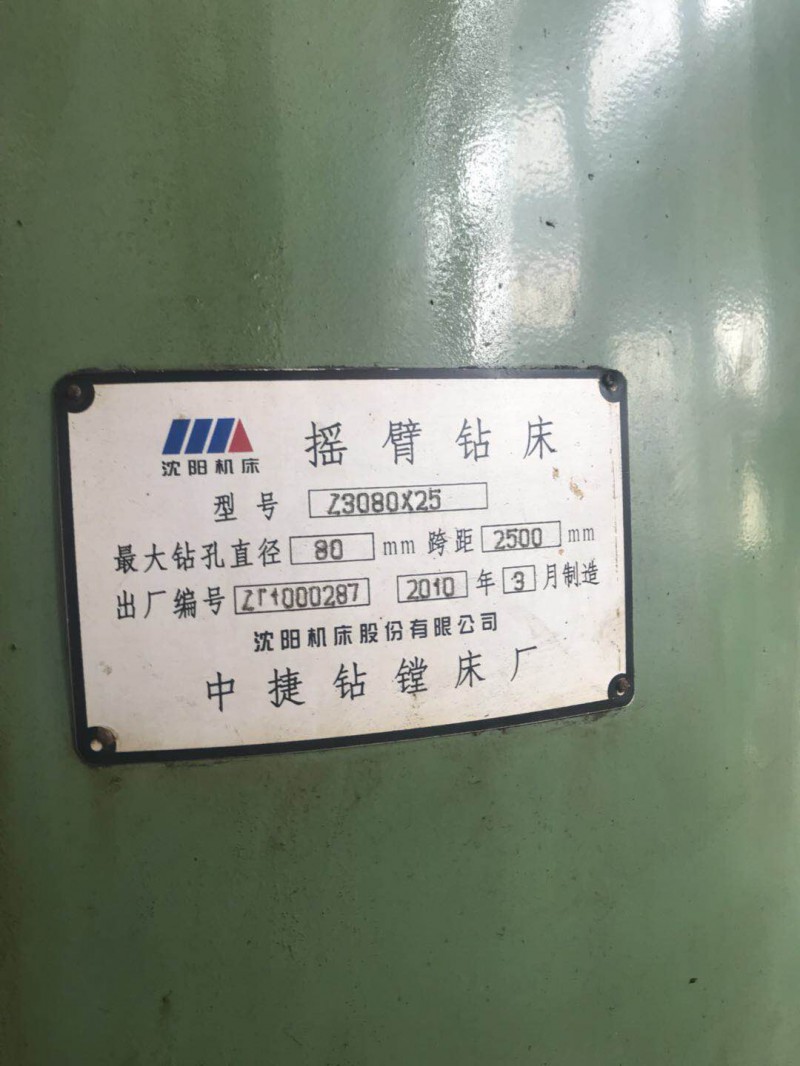 沈阳机床 摇臂钻床
型号 Z3080X25
最大钻孔直径 80 mm 跨距 2500 mm
出厂编号 ZF1000287 2010 年 3 月制造
沈阳机床股份有限公司
中捷钻镗床厂